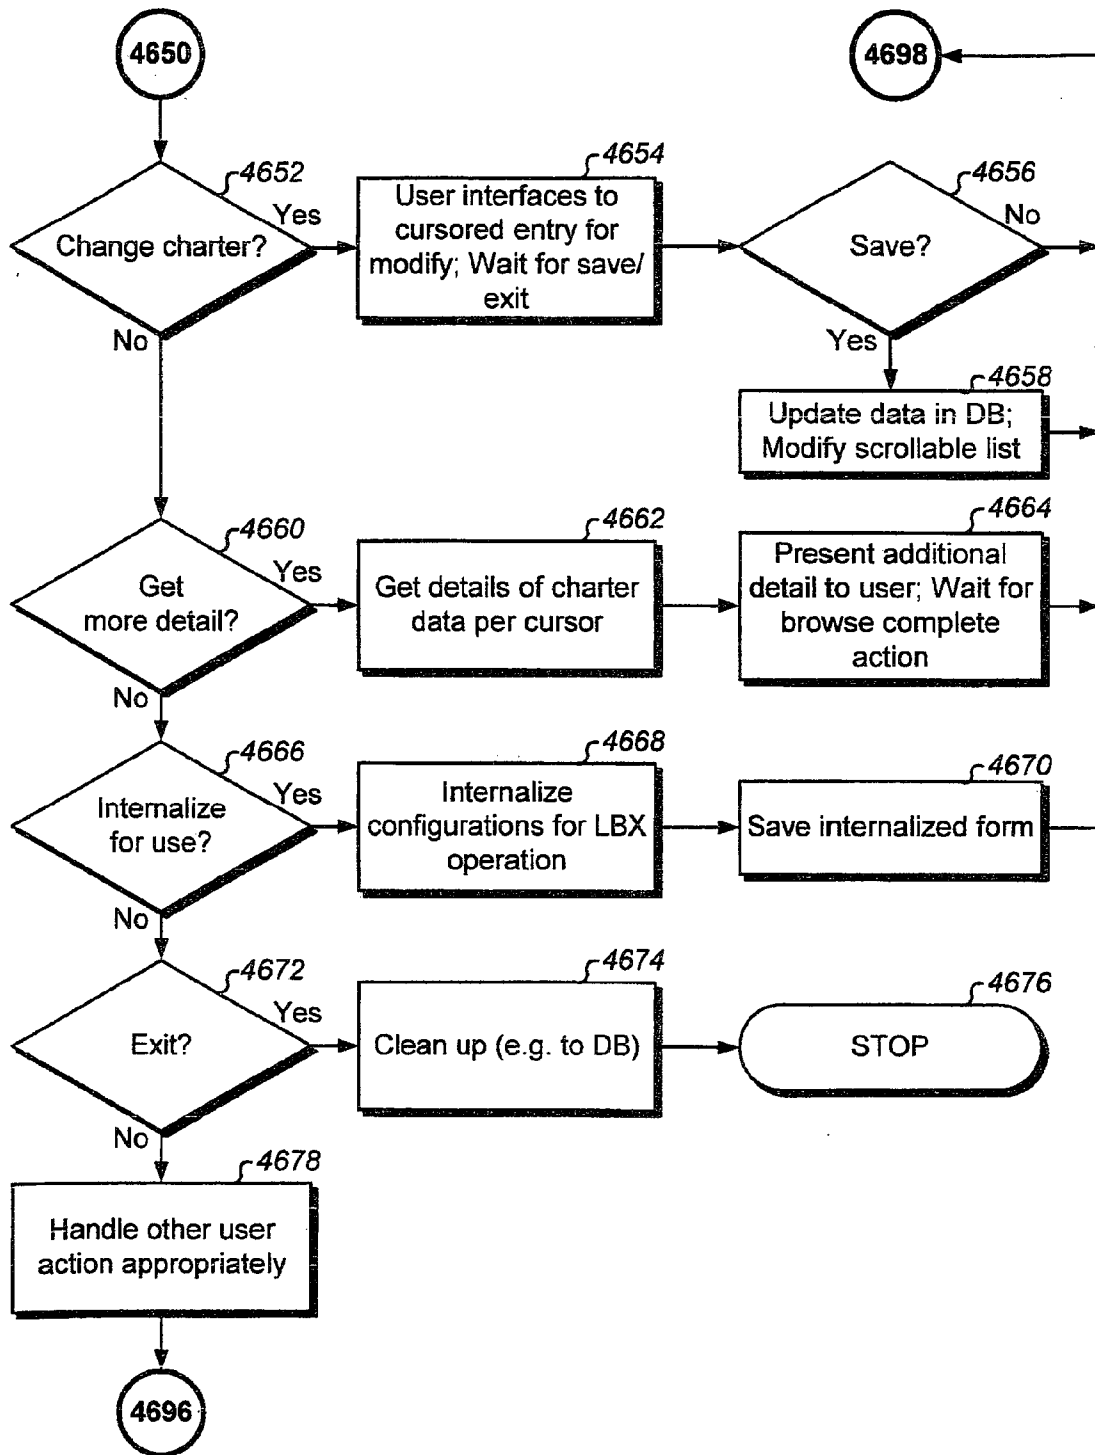 4650
4698
4652
Change charter?
Yes
No
4654
User interfaces to
cursored entry for
modify; Wait for save/
exit
4656
Save?
No
Yes
4658
Update data in DB;
Modify scrollable list
4660
Get
more detail?
Yes
No
4662
Get details of charter
data per cursor
4664
Present additional
detail to user; Wait for
browse complete
action
4666
Internalize
for use?
Yes
No
4668
Internalize
configurations for LBX
operation
4670
Save internalized form
4672
Exit?
Yes
No
4674
Clean up (e.g. to DB)
4676
STOP
4678
Handle other user
action appropriately
4696